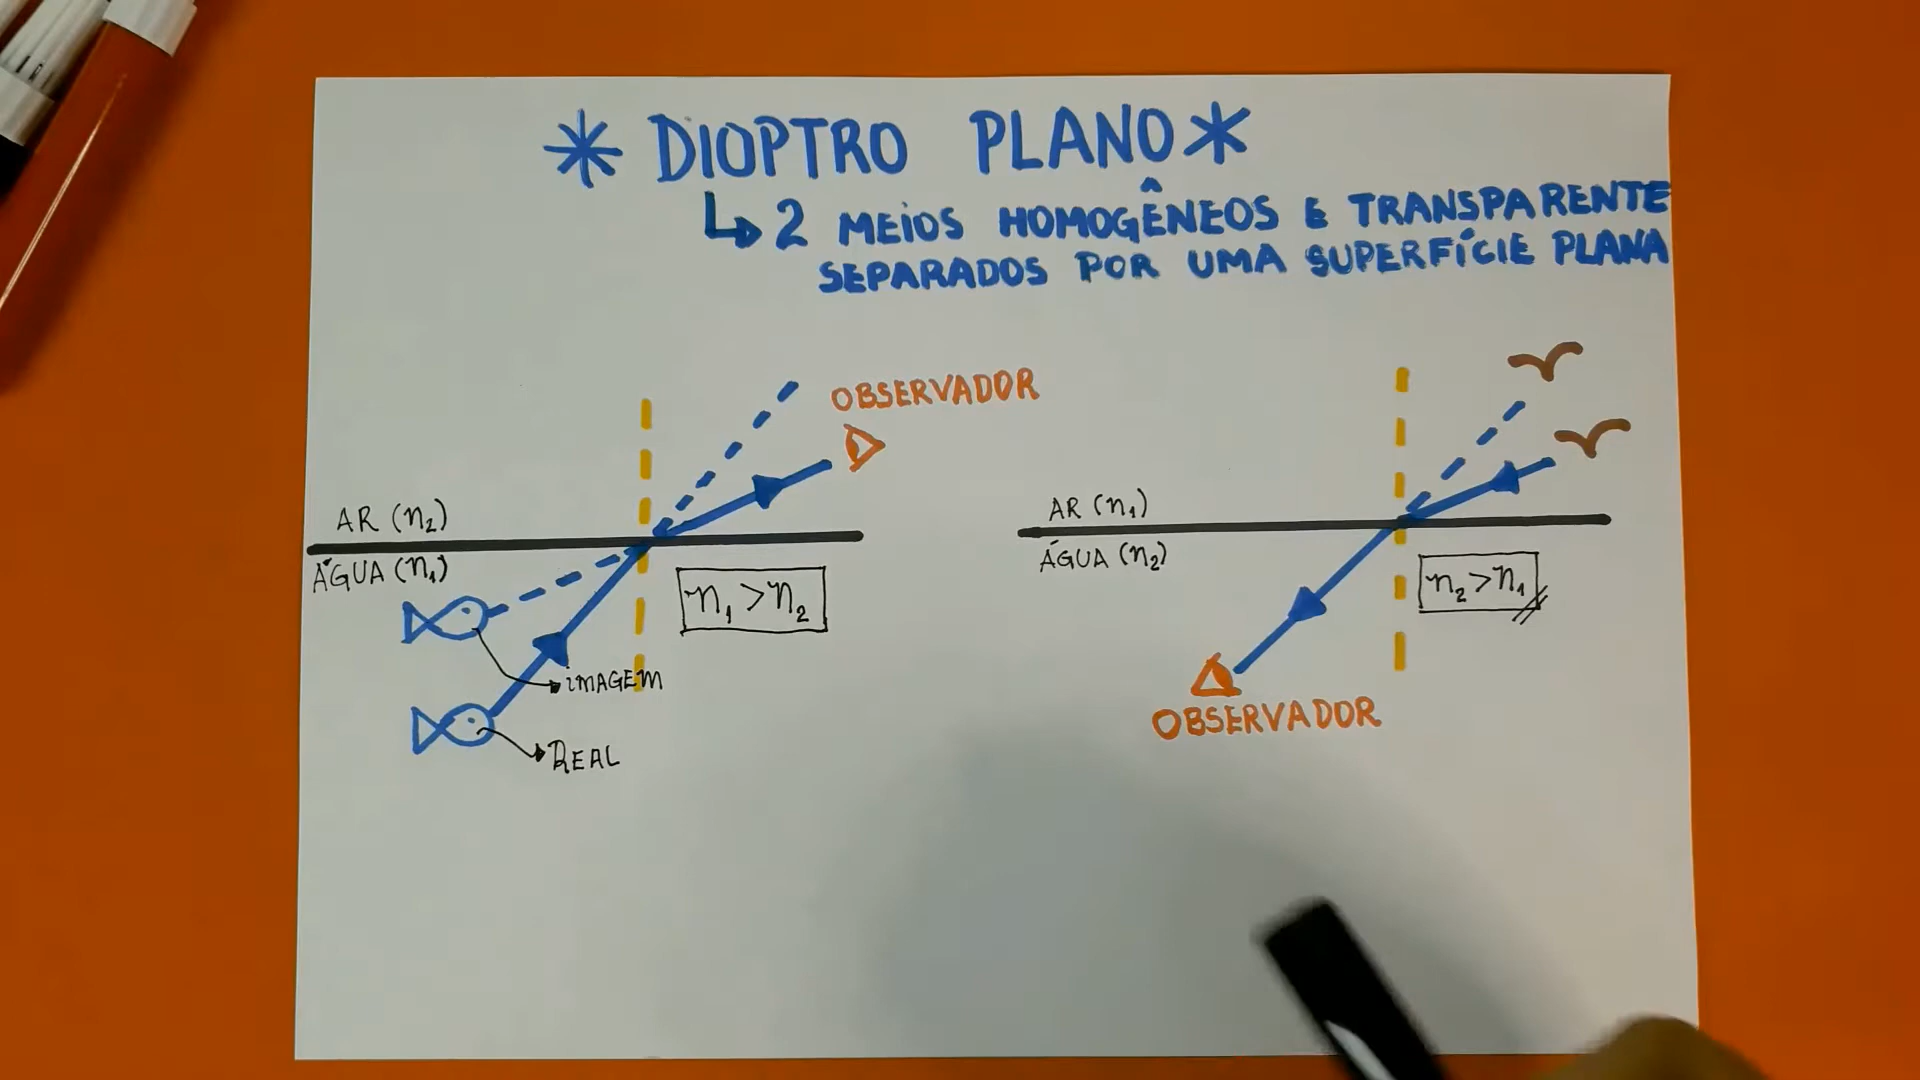 * DIOPTRO PLANO *
↳ 2 MEIOS HOMOGÊNEOS E TRANSPARENTE
SEPARADOS POR UMA SUPERFÍCIE PLANA
OBSERVADOR
AR (n2)
ÁGUA (n1)
n1 > n2
IMAGEM
REAL
AR (n1)
ÁGUA (n2)
n2 > n1
OBSERVADOR